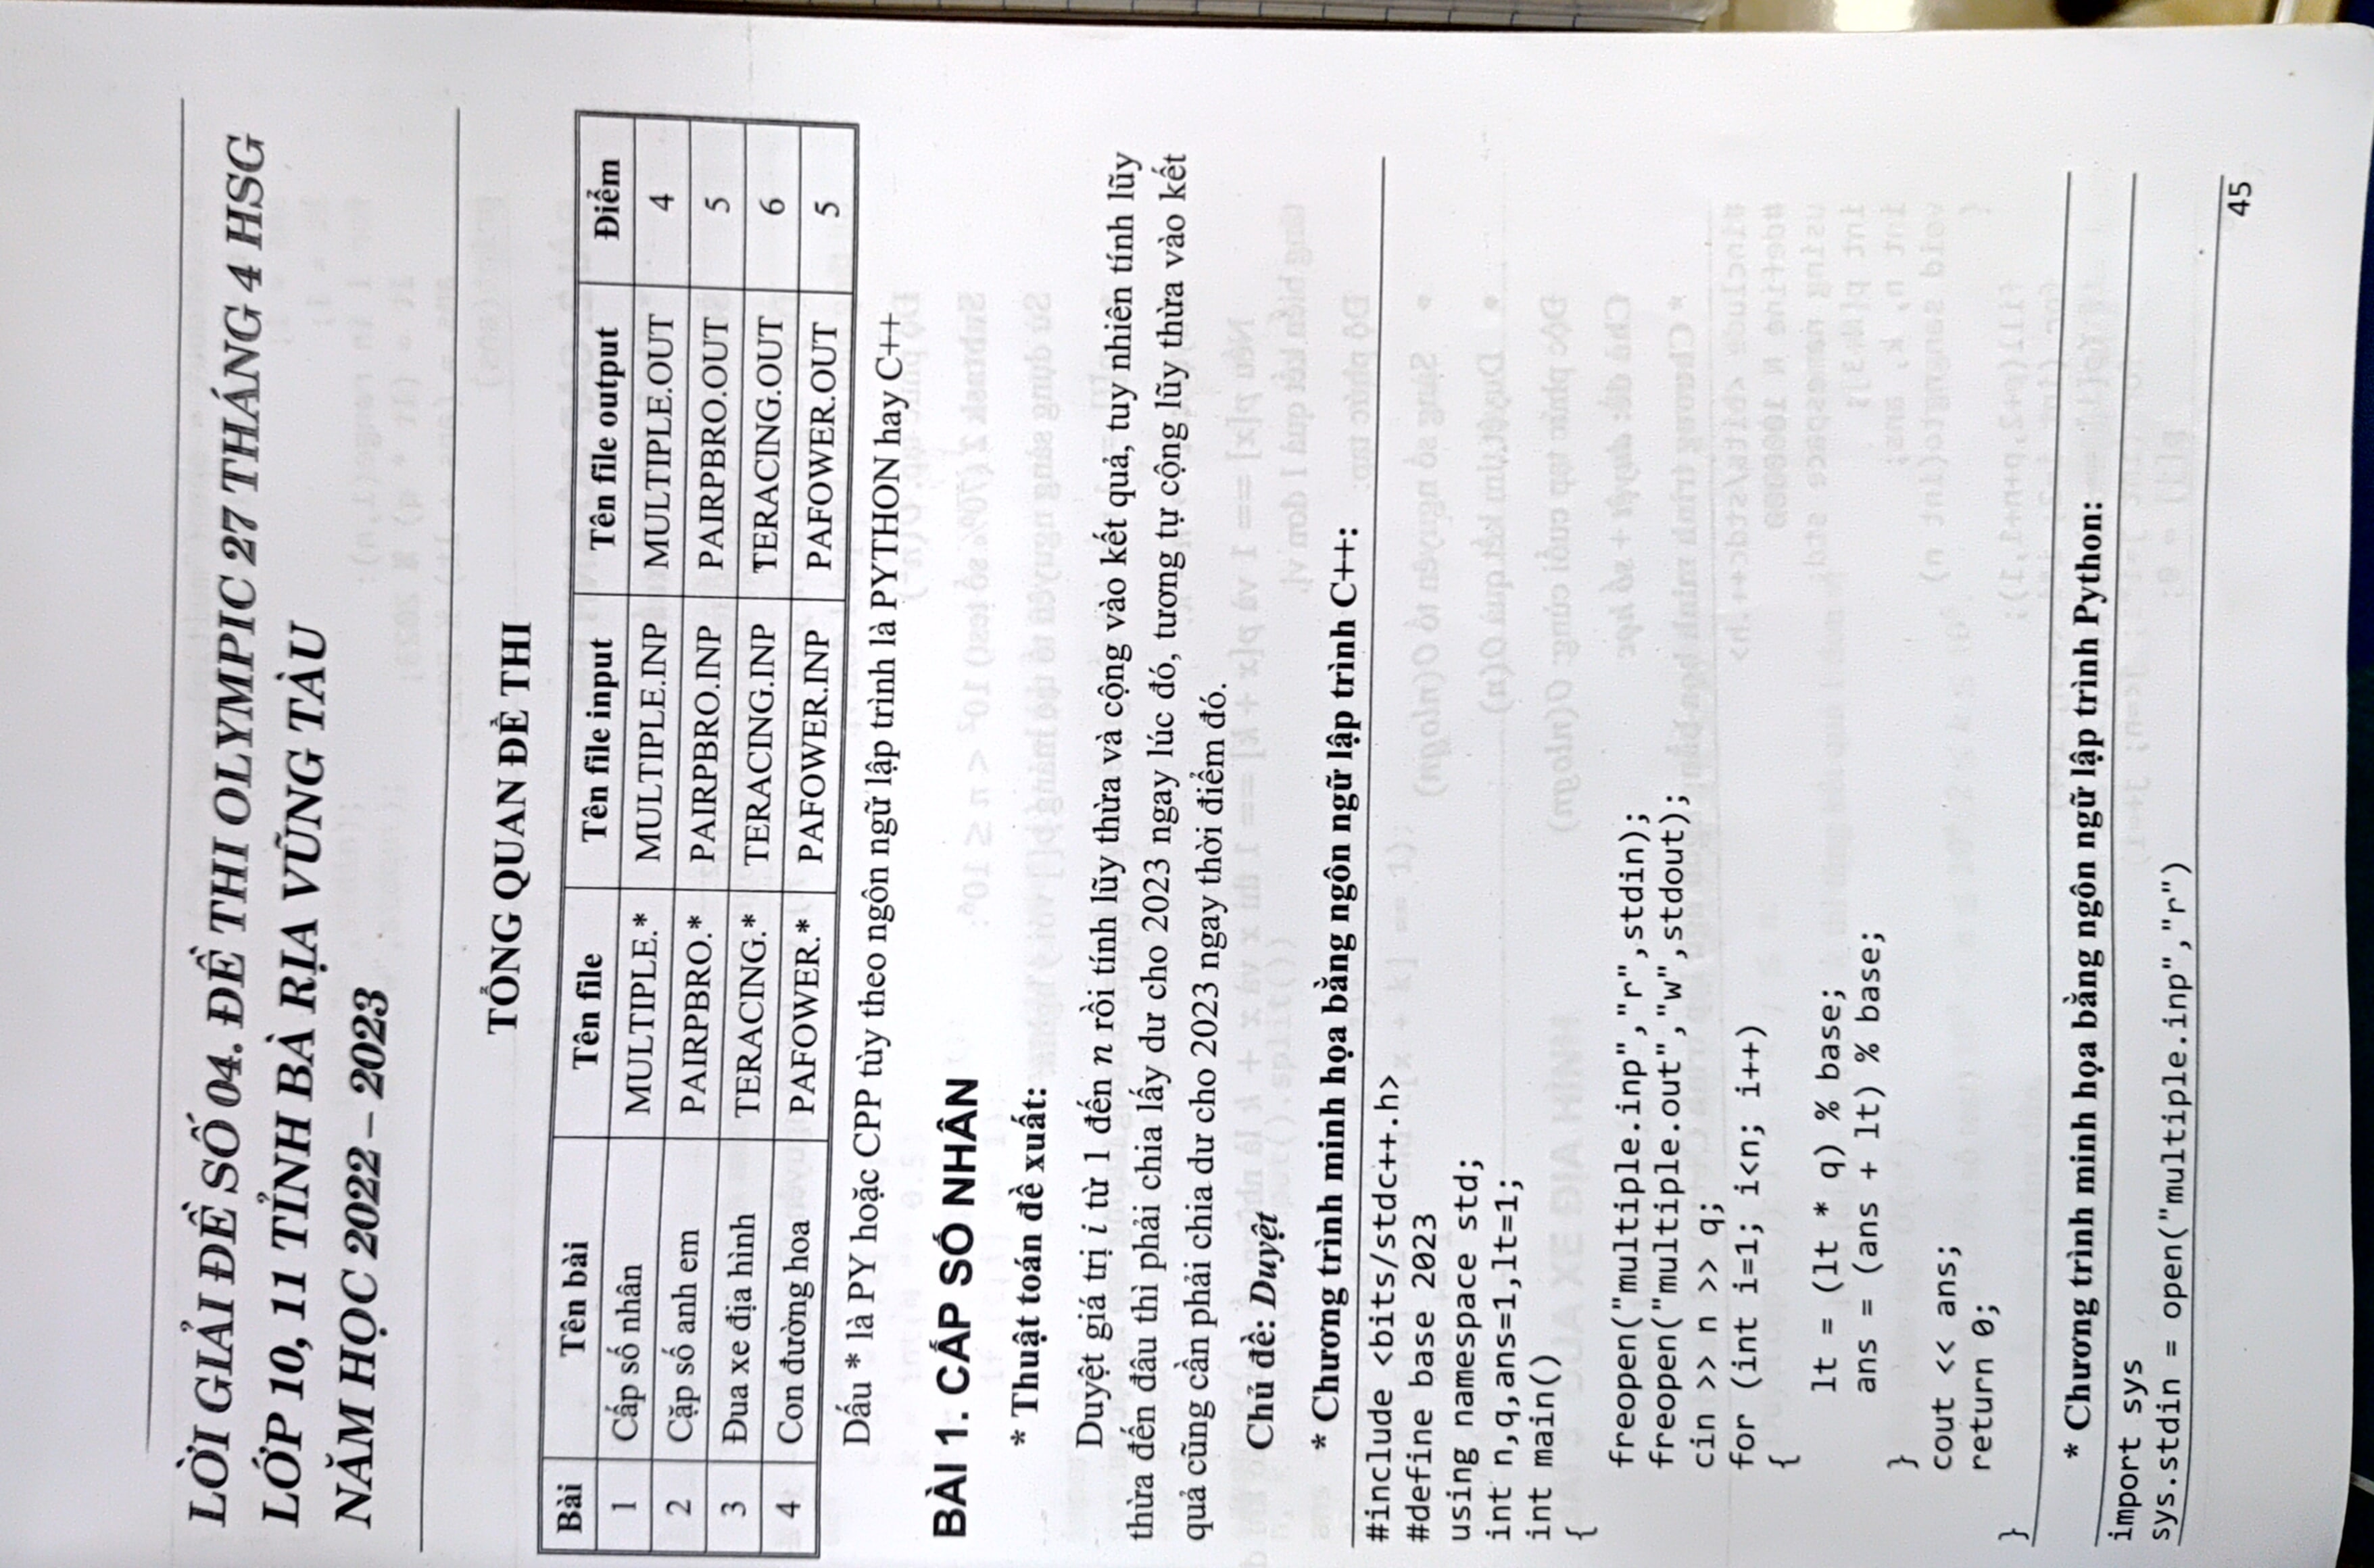 LỜI GIẢI ĐỀ SỐ 04. ĐỀ THI OLYMPIC 27 THÁNG 4 HSG
LỚP 10, 11 TỈNH BÀ RỊA VŨNG TÀU
NĂM HỌC 2022 – 2023
TỔNG QUAN ĐỀ THI
Bài Tên bài Tên file Tên file input Tên file output Điểm
1 Cấp số nhân MULTIPLE.* MULTIPLE.INP MULTIPLE.OUT 4
2 Cặp số anh em PAIRPBRO.* PAIRPBRO.INP PAIRPBRO.OUT 5
3 Đua xe địa hình TERACING.* TERACING.INP TERACING.OUT 6
4 Con đường hoa PAFOWER.* PAFOWER.INP PAFOWER.OUT 5
Dấu * là PY hoặc CPP tùy theo ngôn ngữ lập trình là PYTHON hay C++
BÀI 1. CẤP SỐ NHÂN
* Thuật toán đề xuất:
Duyệt giá trị i từ 1 đến n rồi tính lũy thừa và cộng vào kết quả, tuy nhiên tính lũy
thừa đến đâu thì phải chia lấy dư cho 2023 ngay lúc đó, tương tự cộng lũy thừa vào kết
quả cũng cần phải chia dư cho 2023 ngay thời điểm đó.
Chủ đề: Duyệt
* Chương trình minh họa bằng ngôn ngữ lập trình C++:
#include <bits/stdc++.h>
#define base 2023
using namespace std;
int n,q,ans=1,lt=1;
int main()
{
freopen("multiple.inp","r",stdin);
freopen("multiple.out","w",stdout);
cin >> n >> q;
for (int i=1; i<n; i++)
{
lt = (lt * q) % base;
ans = (ans + lt) % base;
}
cout << ans;
return 0;
}
* Chương trình minh họa bằng ngôn ngữ lập trình Python:
import sys
sys.stdin = open("multiple.inp","r")
45